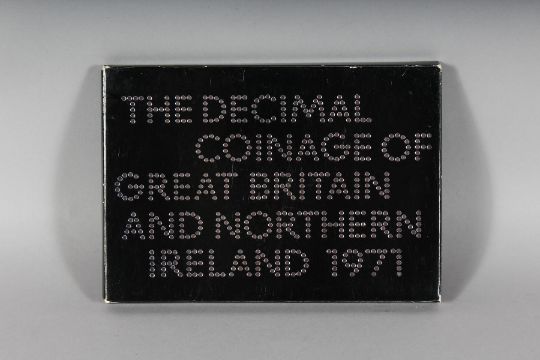 THE DECIMAL
COINAGE OF
GREAT BRITAIN
AND NORTHERN
IRELAND 1971